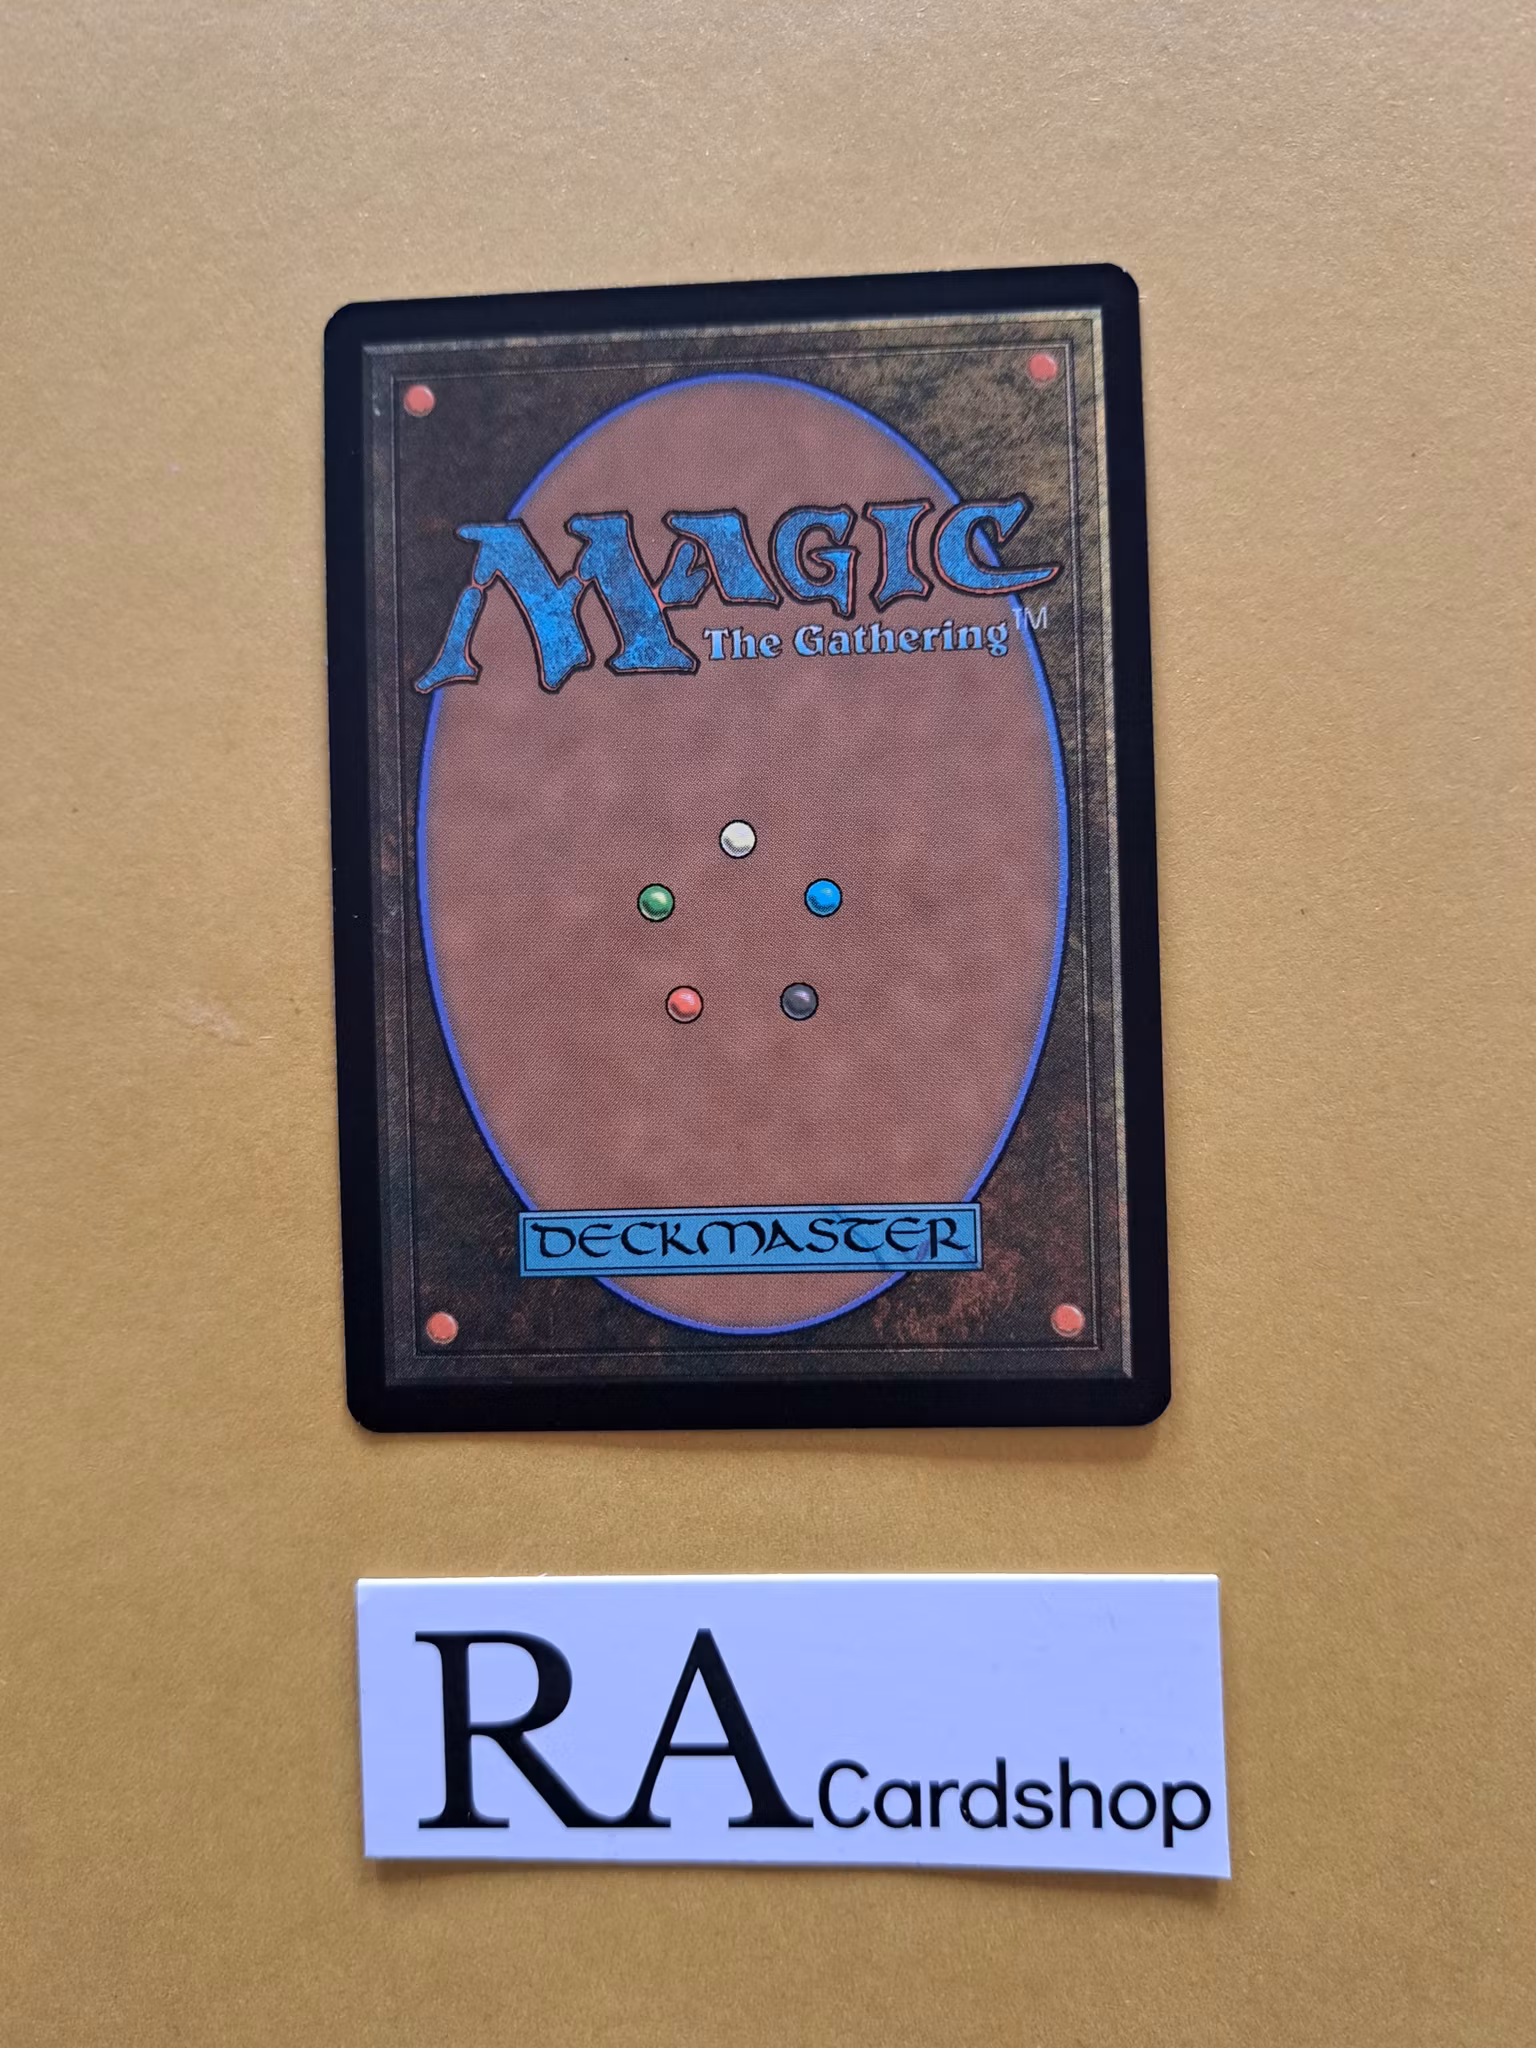 MAGIC
The Gathering™
DECKMASTER
RA Cardshop